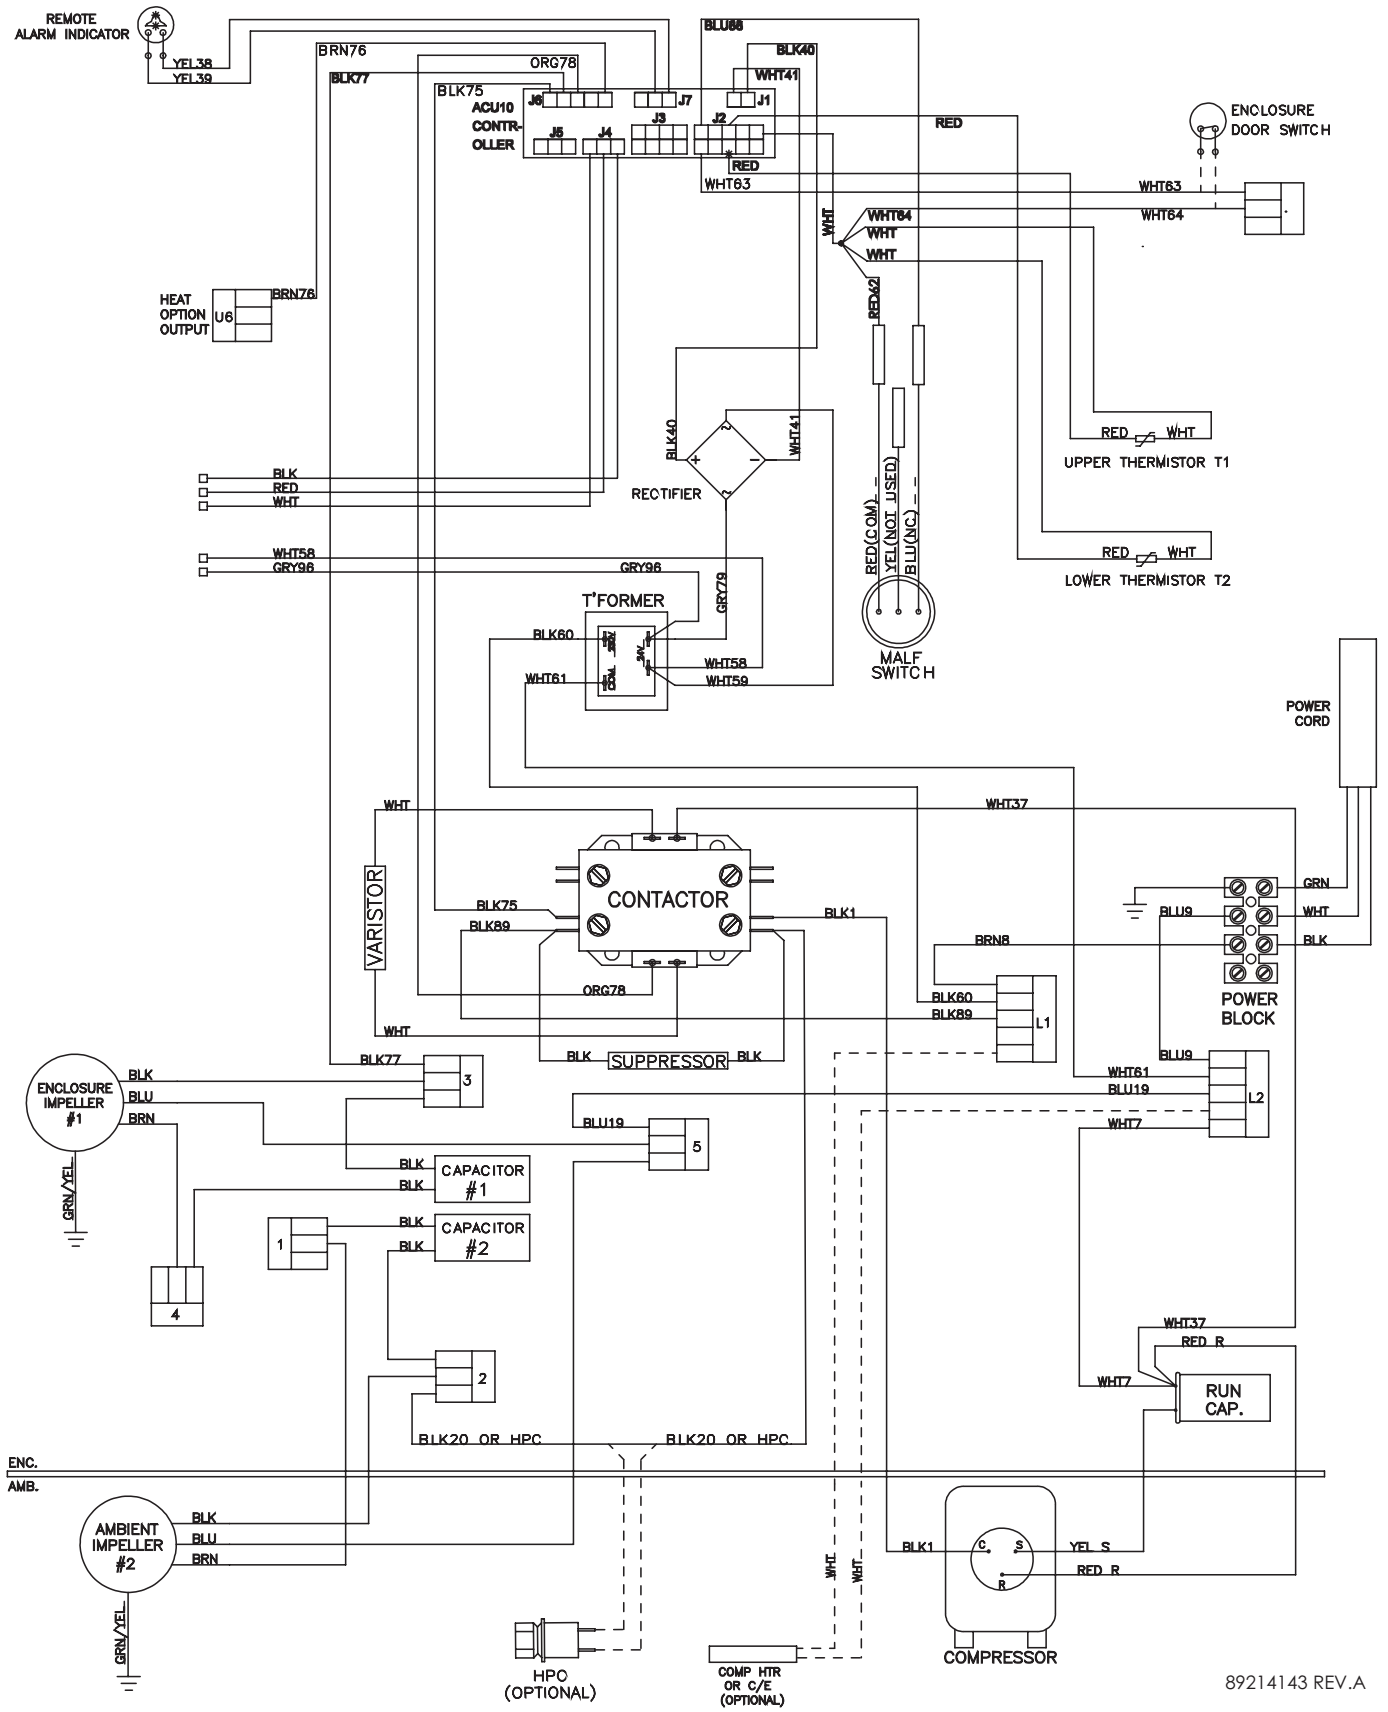 REMOTE
ALARM INDICATOR
YEL38
YEL39
BRN76
BLK77
ORG78
BLK75
BLU66
BLK40
WHT41
J6
J7
J1
ACU10
CONTR-
OLLER
J5
J4
J3
J2
RED
RED
WHT63
ENCLOSURE
DOOR SWITCH
WHT63
WHT64
WHT
WHT64
WHT
WHT
RED62
HEAT
OPTION
OUTPUT
U6
BRN76
BLK40
WHT41
~
+
-
~
RECTIFIER
RED
WHT
UPPER THERMISTOR T1
BLK
RED
WHT
RED(COM)
YEL(NOT USED)
BLU(NC)
RED
WHT
LOWER THERMISTOR T2
WHT58
GRY96
GRY96
GRY79
T'FORMER
BLK60
WHT61
230V
COM.
24V
WHT58
WHT59
MALF
SWITCH
POWER
CORD
WHT
WHT37
VARISTOR
CONTACTOR
BLK75
BLK89
BLK1
ORG78
WHT
BLK
SUPPRESSOR
BLK
GRN
WHT
BLK
BLU9
BRN8
POWER
BLOCK
BLK60
BLK89
L1
BLU9
WHT61
BLU19
WHT7
L2
BLK77
3
ENCLOSURE
IMPELLER
#1
BLK
BLU
BRN
GRN/YEL
BLU19
5
BLK
BLK
CAPACITOR
#1
BLK
BLK
CAPACITOR
#2
1
4
2
WHT37
RED R
WHT7
RUN
CAP.
BLK20 OR HPC
BLK20 OR HPC
ENC.
AMB.
AMBIENT
IMPELLER
#2
BLK
BLU
BRN
GRN/YEL
WHT
WHT
BLK1
C
S
R
YEL S
RED R
COMPRESSOR
HPC
(OPTIONAL)
COMP HTR
OR C/E
(OPTIONAL)
89214143 REV.A